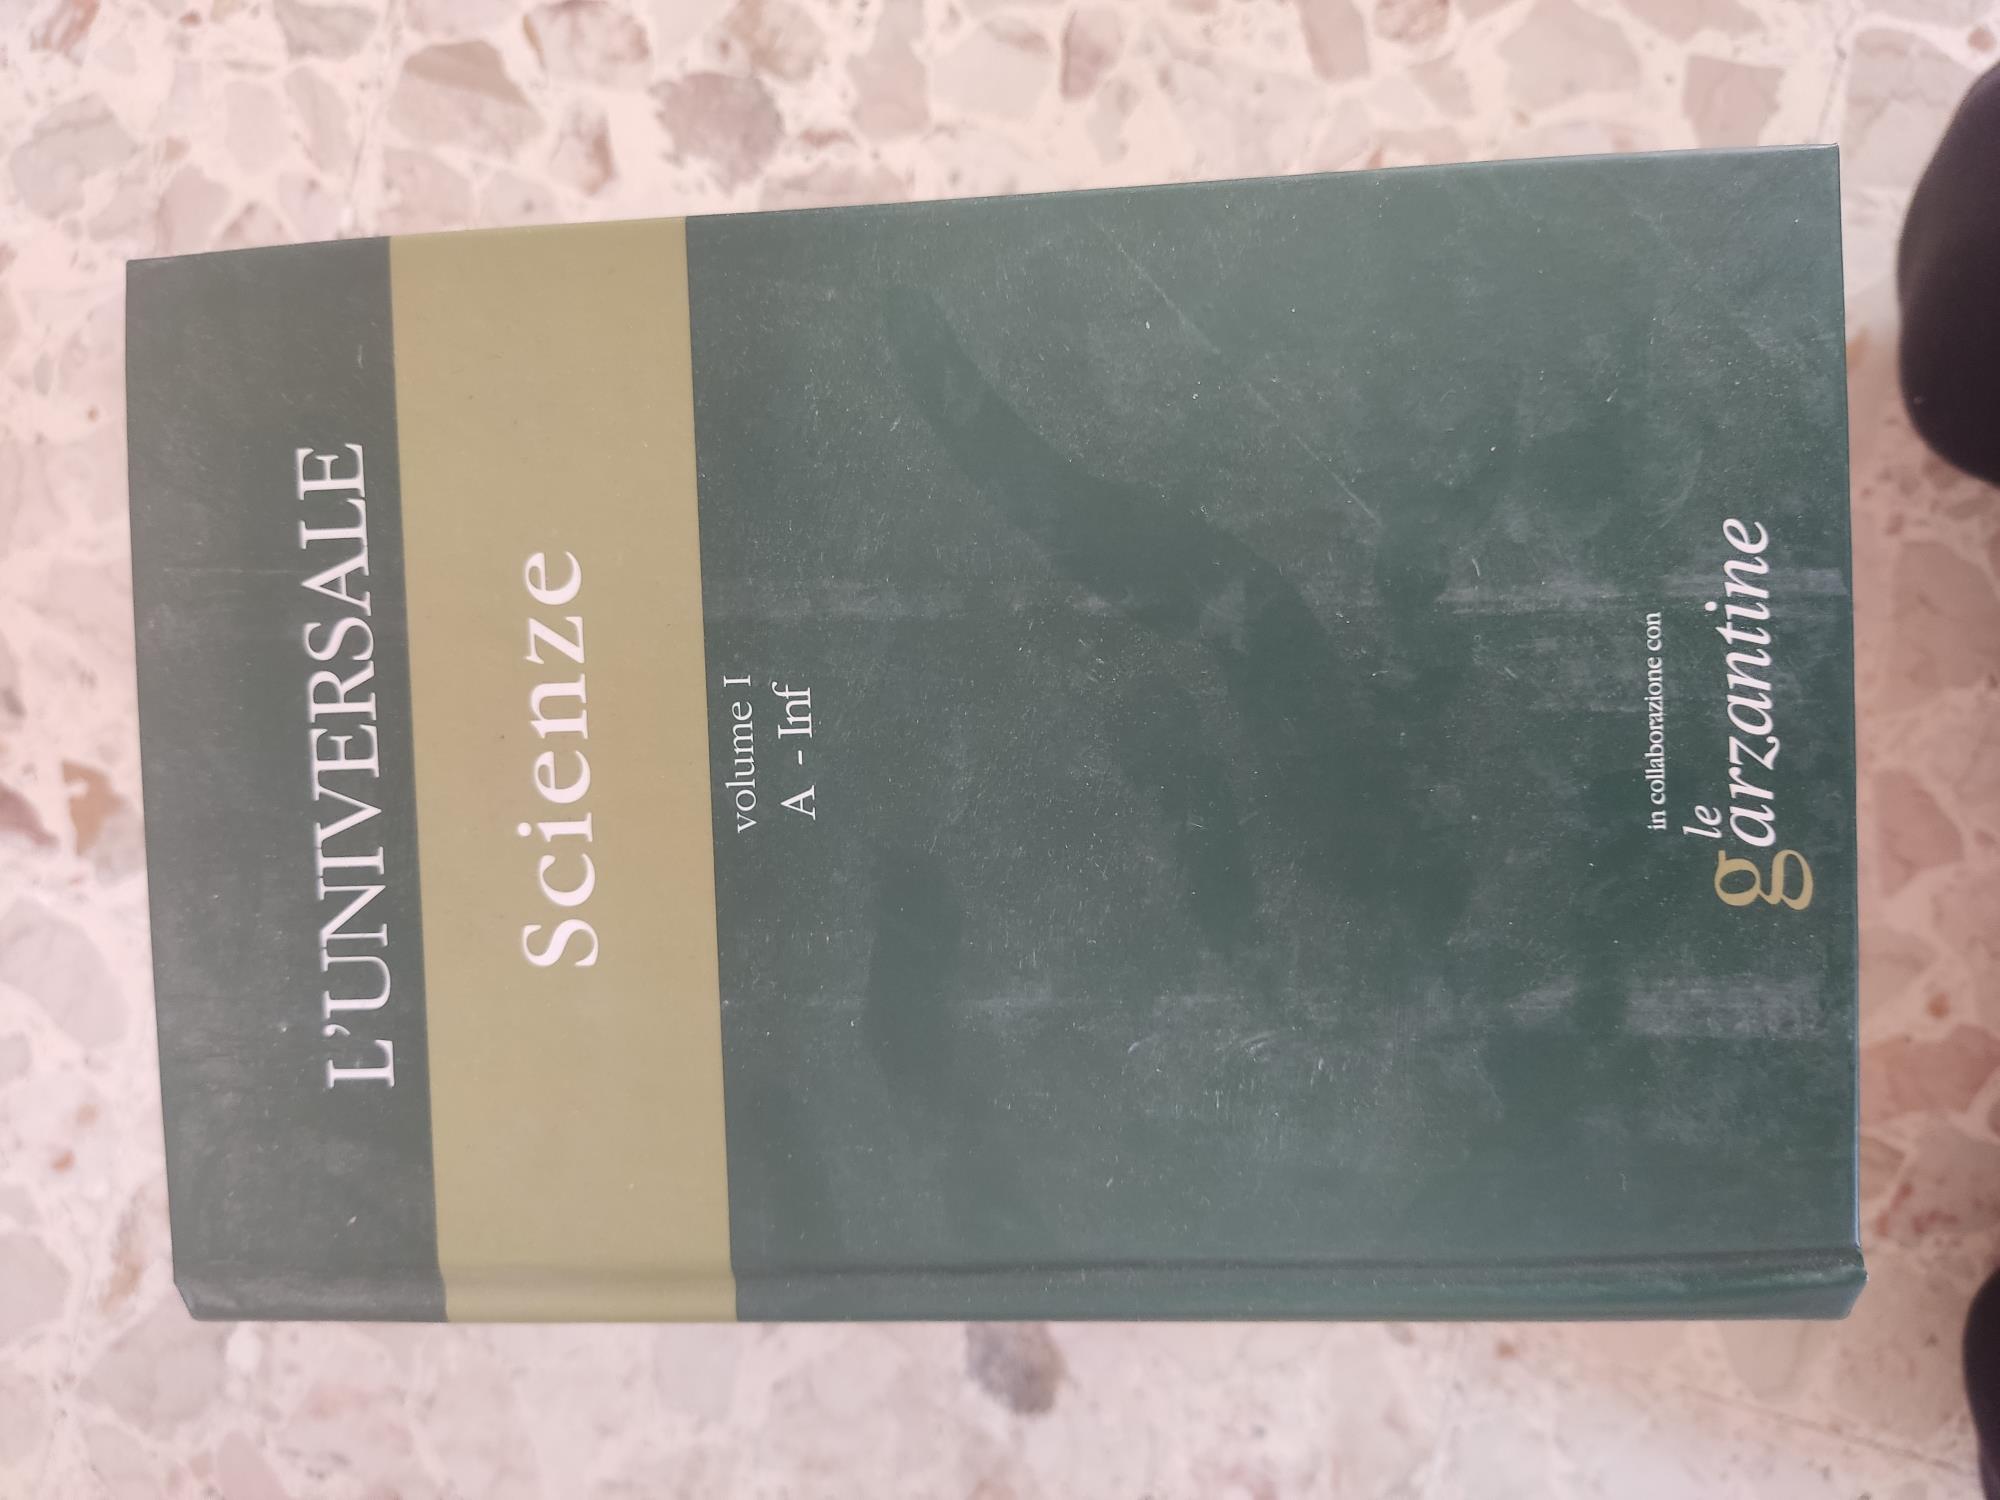 L'UNIVERSALE
Scienze
volume I
A - Inf
in collaborazione con
le
garzantine